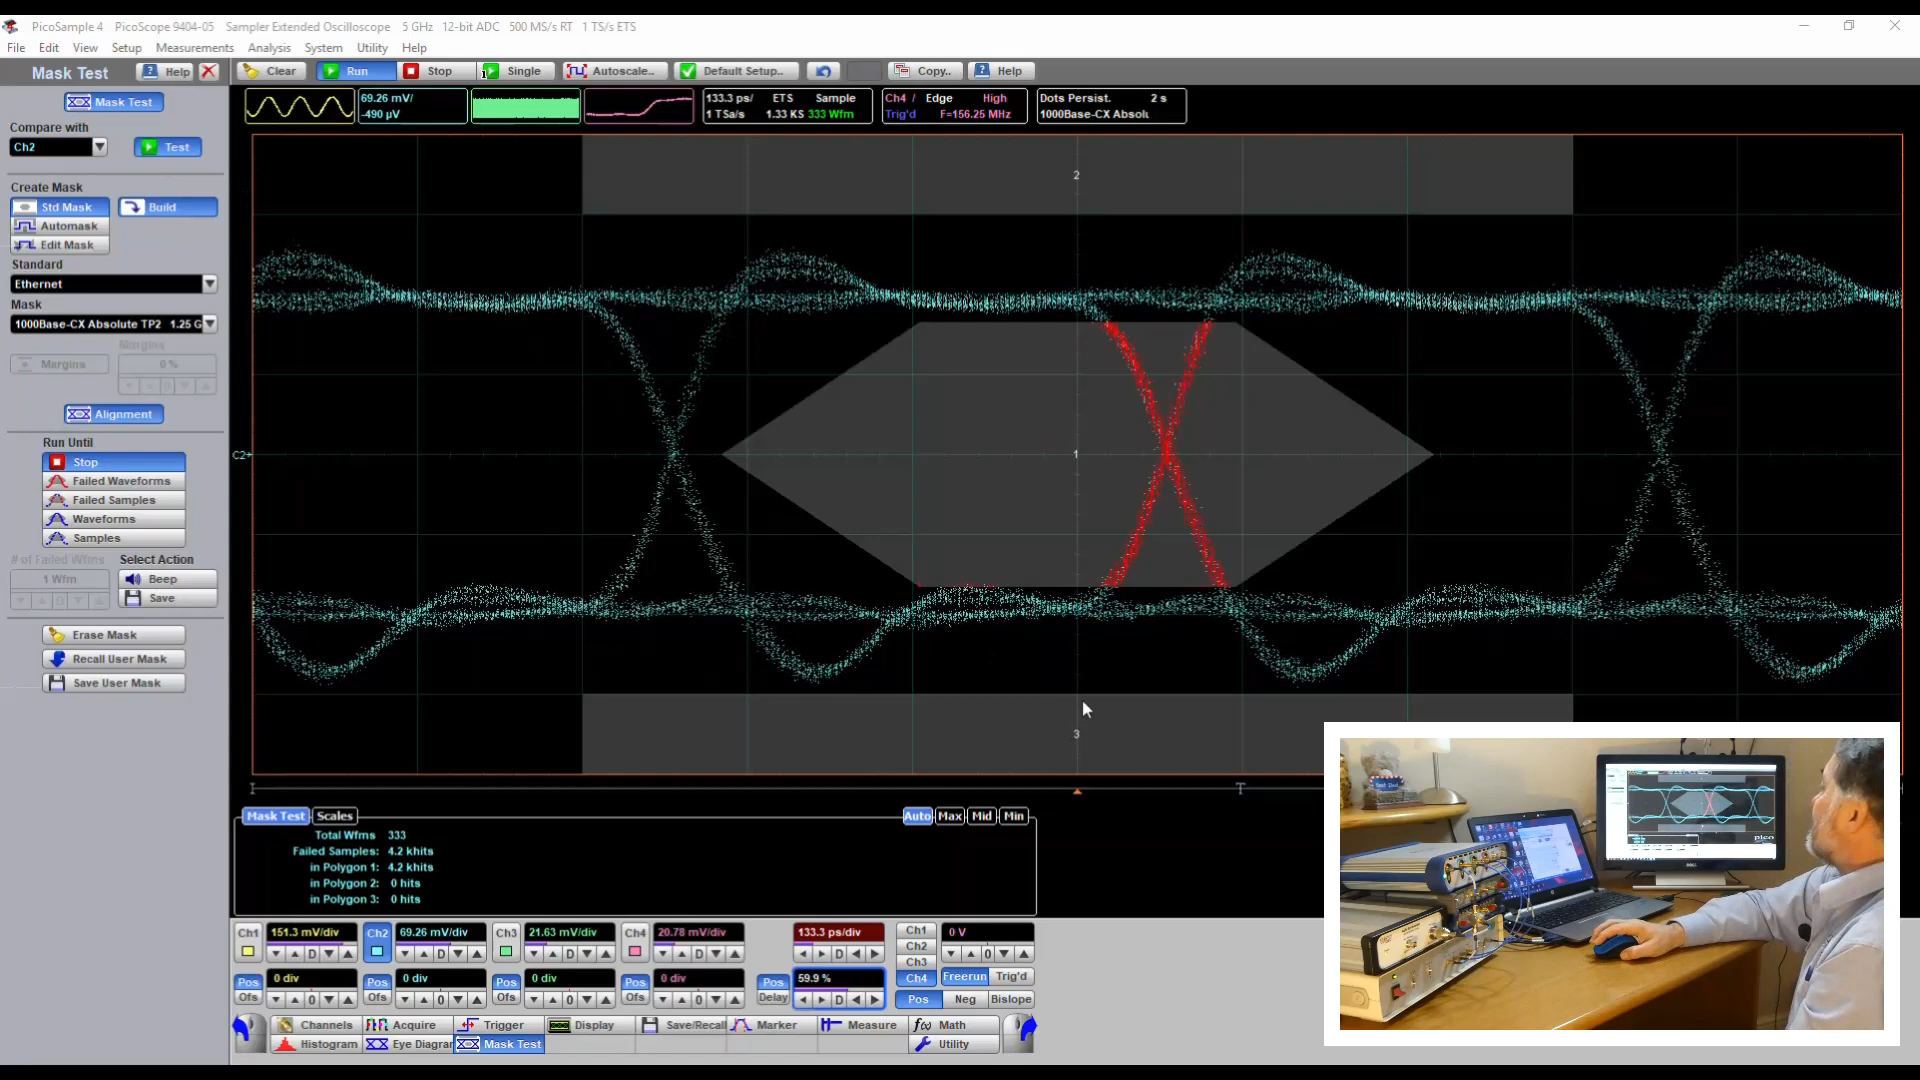 PicoSample 4 PicoScope 9404-05 Sampler Extended Oscilloscope 5 GHz 12-bit ADC 500 MS/s RT 1 TS/s ETS
File Edit View Setup Measurements Analysis System Utility Help
Mask Test Help
Clear Run Stop Single Autoscale.. Default Setup.. Copy.. Help
Mask Test
Compare with
Ch2 Test
Create Mask
Std Mask Build
Automask
Edit Mask
Standard
Ethernet
Mask
1000Base-CX Absolute TP2 1.25 G
Margins
Margins 0 %
Alignment
Run Until
Stop
Failed Waveforms
Failed Samples
Waveforms
Samples
# of Failed Wfms Select Action
1 Wfm Beep
Save
Erase Mask
Recall User Mask
Save User Mask
69.26 mV/
-490 µV
133.3 ps/ ETS Sample
1 TSa/s 1.33 KS 333 Wfm
Ch4 / Edge High
Trig'd F=156.25 MHz
Dots Persist. 2 s
1000Base-CX Absolu
2
C2
1
3
T
Mask Test Scales Auto Max Mid Min
Total Wfms 333
Failed Samples: 4.2 khits
in Polygon 1: 4.2 khits
in Polygon 2: 0 hits
in Polygon 3: 0 hits
Ch1 151.3 mV/div Ch2 69.26 mV/div Ch3 21.63 mV/div Ch4 20.78 mV/div 133.3 ps/div Ch1 0 V
D D D D D Ch2 0
Ch3
Pos 0 div Pos 0 div Pos 0 div Pos 0 div Pos 59.9 % Ch4 Freerun Trig'd
Ofs 0 Ofs 0 Ofs 0 Ofs 0 Delay D Pos Neg Bislope
Channels Acquire Trigger Display Save/Recall Marker Measure f(x) Math
Histogram Eye Diagran Mask Test Utility
pico
DELL